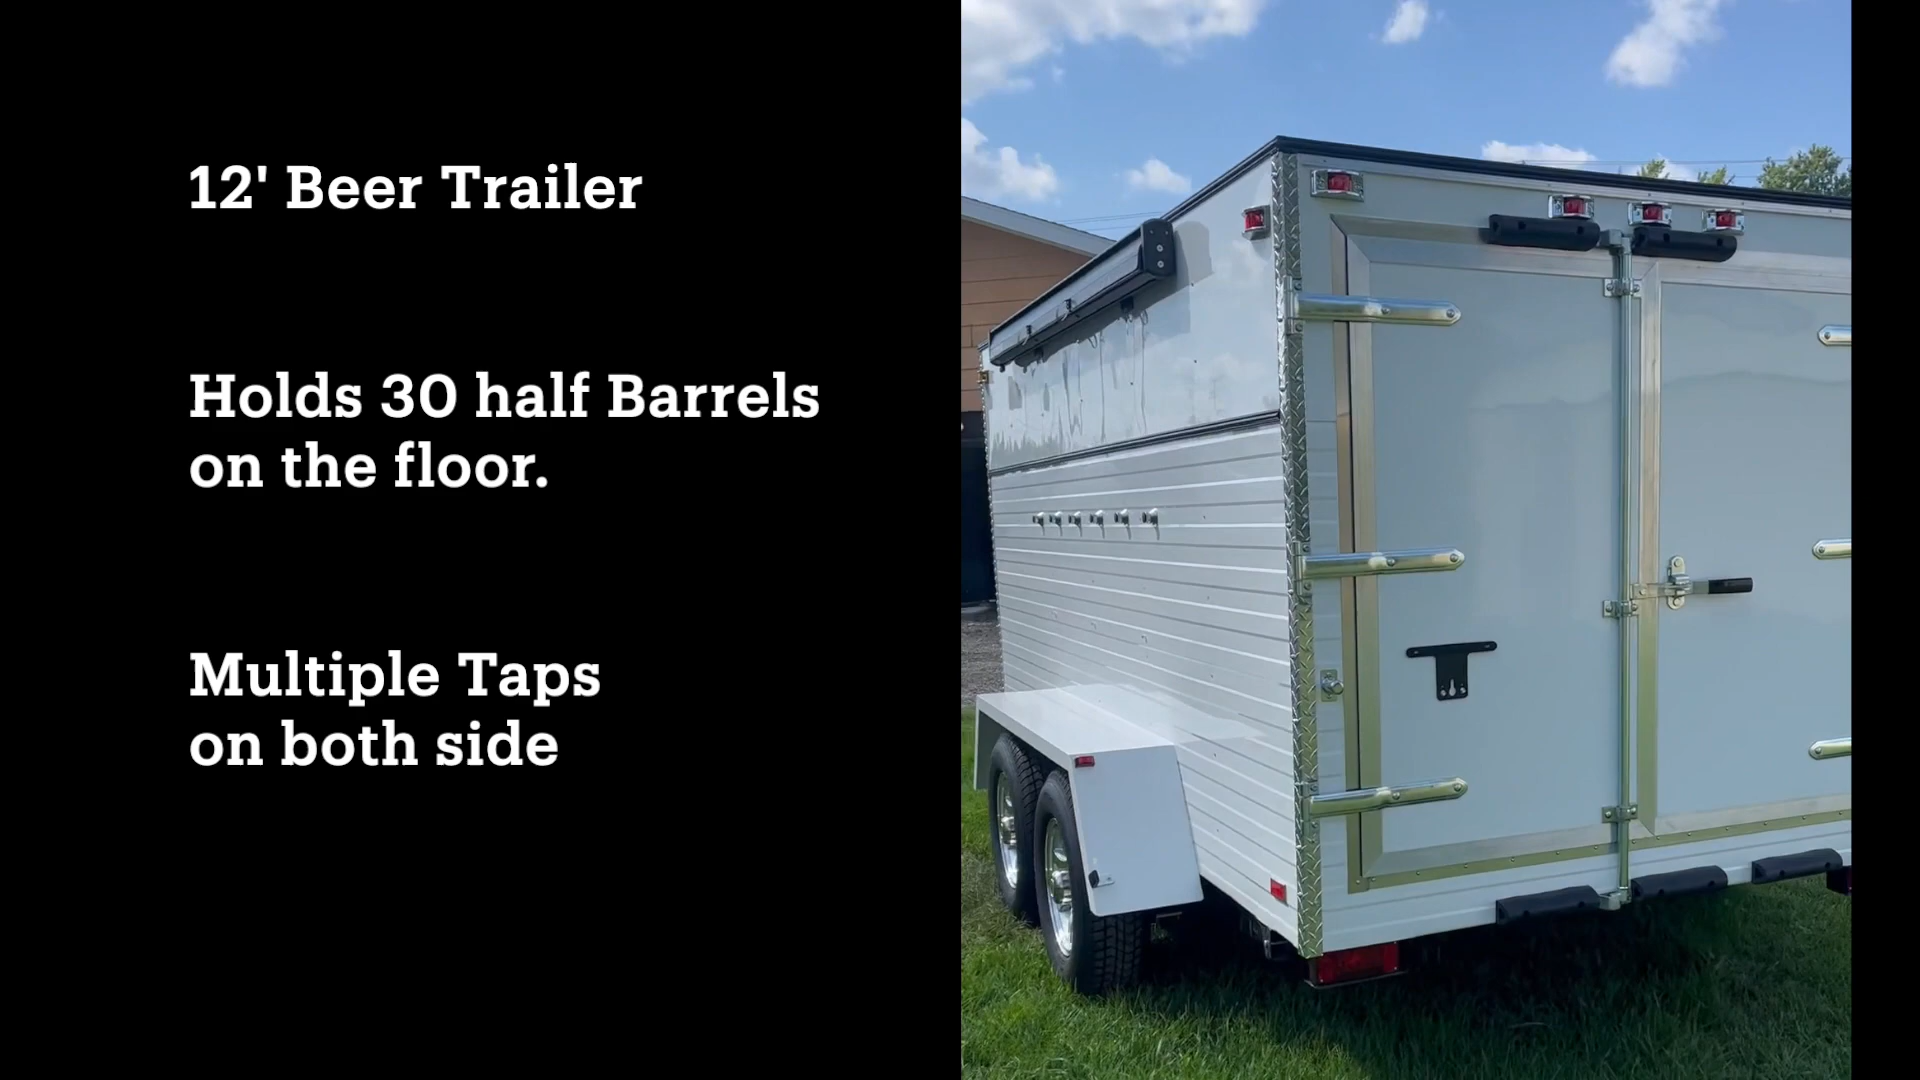 12' Beer Trailer
Holds 30 half Barrels
on the floor.
Multiple Taps
on both side